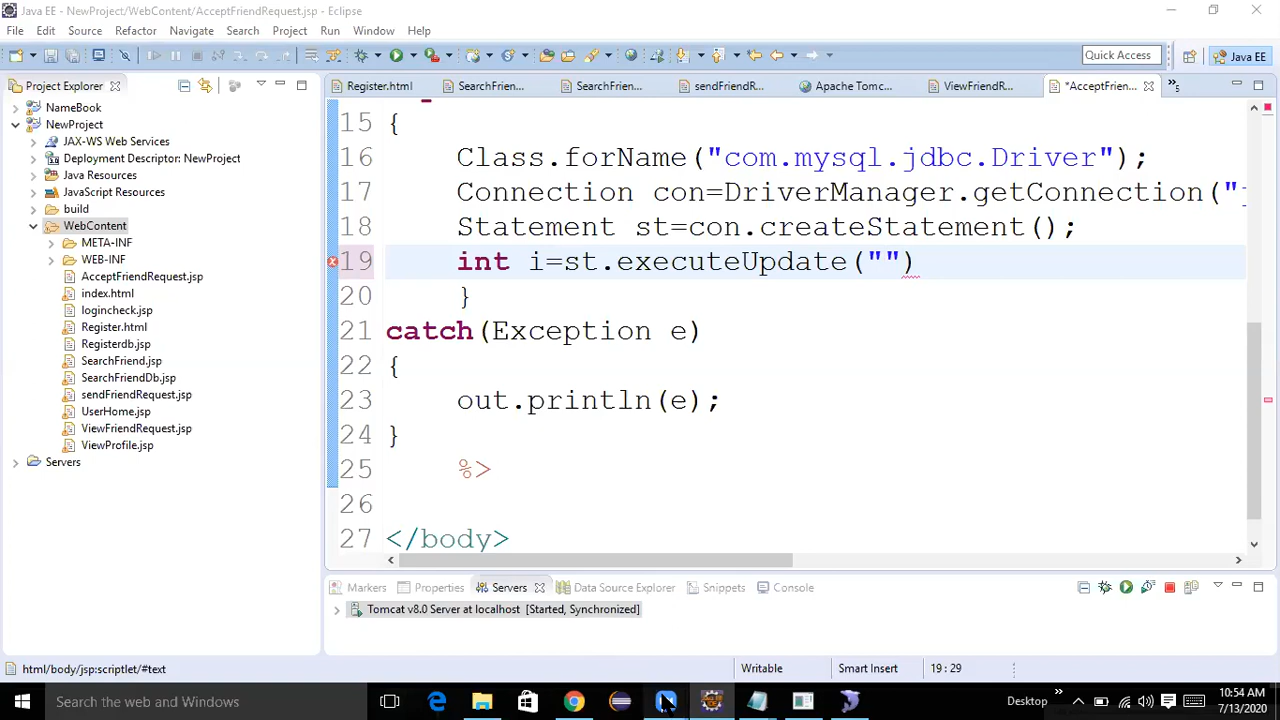 Java EE - NewProject/WebContent/AcceptFriendRequest.jsp - Eclipse
File Edit Source Refactor Navigate Search Project Run Window Help
Quick Access
Java EE
Project Explorer
Register.html SearchFrien... SearchFrien... sendFriendR... Apache Tomc... ViewFriendR... *AcceptFrien... »5
NameBook
NewProject
JAX-WS Web Services
Deployment Descriptor: NewProject
Java Resources
JavaScript Resources
build
WebContent
META-INF
WEB-INF
AcceptFriendRequest.jsp
index.html
logincheck.jsp
Register.html
Registerdb.jsp
SearchFriend.jsp
SearchFriendDb.jsp
sendFriendRequest.jsp
UserHome.jsp
ViewFriendRequest.jsp
ViewProfile.jsp
Servers
15 {
16 Class.forName("com.mysql.jdbc.Driver");
17 Connection con=DriverManager.getConnection("
18 Statement st=con.createStatement();
19 int i=st.executeUpdate("")
20 }
21 catch(Exception e)
22 {
23 out.println(e);
24 }
25 %>
26
27 </body>
Markers Properties Servers Data Source Explorer Snippets Console
Tomcat v8.0 Server at localhost [Started, Synchronized]
html/body/jsp:scriptlet/#text
Writable Smart Insert 19 : 29
Search the web and Windows
Desktop
10:54 AM
7/13/2020